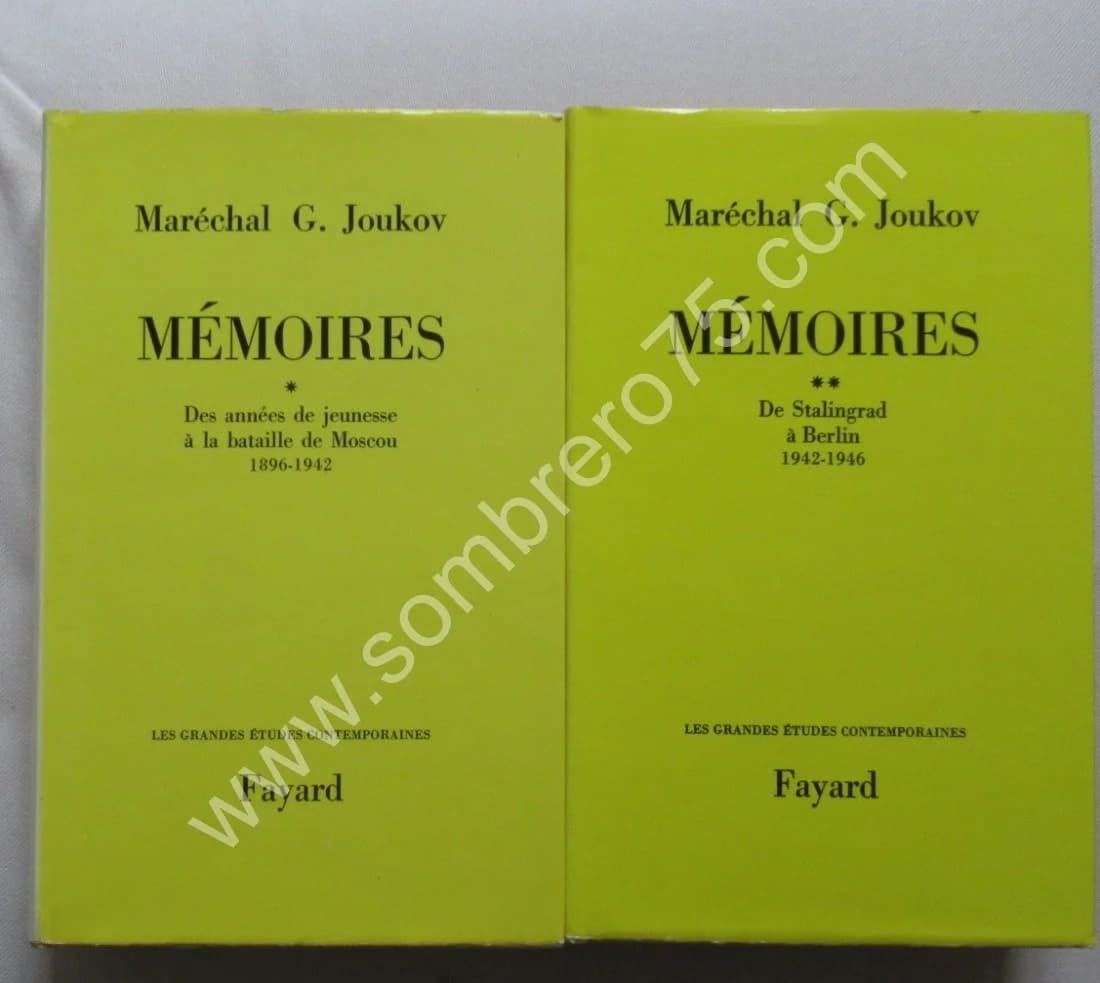 Maréchal G. Joukov
MÉMOIRES
*
Des années de jeunesse
à la bataille de Moscou
1896-1942
LES GRANDES ÉTUDES CONTEMPORAINES
Fayard
Maréchal G. Joukov
MÉMOIRES
**
De Stalingrad
à Berlin
1942-1946
LES GRANDES ÉTUDES CONTEMPORAINES
Fayard
www.sombrero75.com